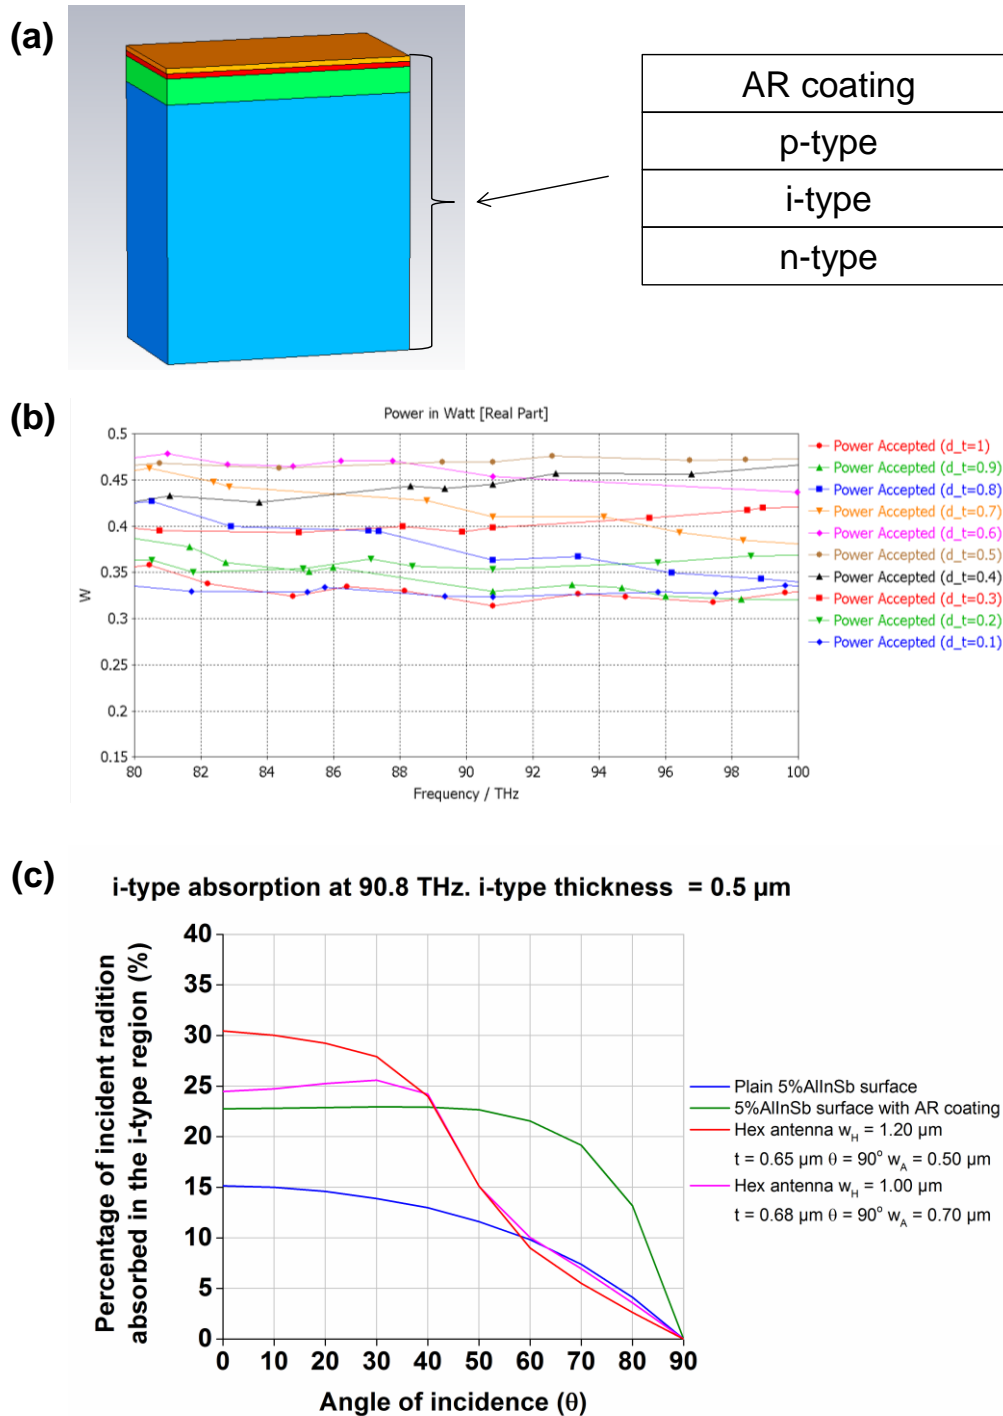 (a)
AR coating
p-type
i-type
n-type
(b)
Power in Watt [Real Part]
0.5
0.45
0.4
0.35
0.3
0.25
0.2
0.15
W
80
82
84
86
88
90
92
94
96
98
100
Frequency / THz
Power Accepted (d_t=1)
Power Accepted (d_t=0.9)
Power Accepted (d_t=0.8)
Power Accepted (d_t=0.7)
Power Accepted (d_t=0.6)
Power Accepted (d_t=0.5)
Power Accepted (d_t=0.4)
Power Accepted (d_t=0.3)
Power Accepted (d_t=0.2)
Power Accepted (d_t=0.1)
(c)
i-type absorption at 90.8 THz. i-type thickness = 0.5 µm
Percentage of incident radition
absorbed in the i-type region (%)
40
35
30
25
20
15
10
5
0
0
10
20
30
40
50
60
70
80
90
Angle of incidence (θ)
Plain 5%AlInSb surface
5%AlInSb surface with AR coating
Hex antenna w_H = 1.20 µm
t = 0.65 µm θ = 90° w_A = 0.50 µm
Hex antenna w_H = 1.00 µm
t = 0.68 µm θ = 90° w_A = 0.70 µm